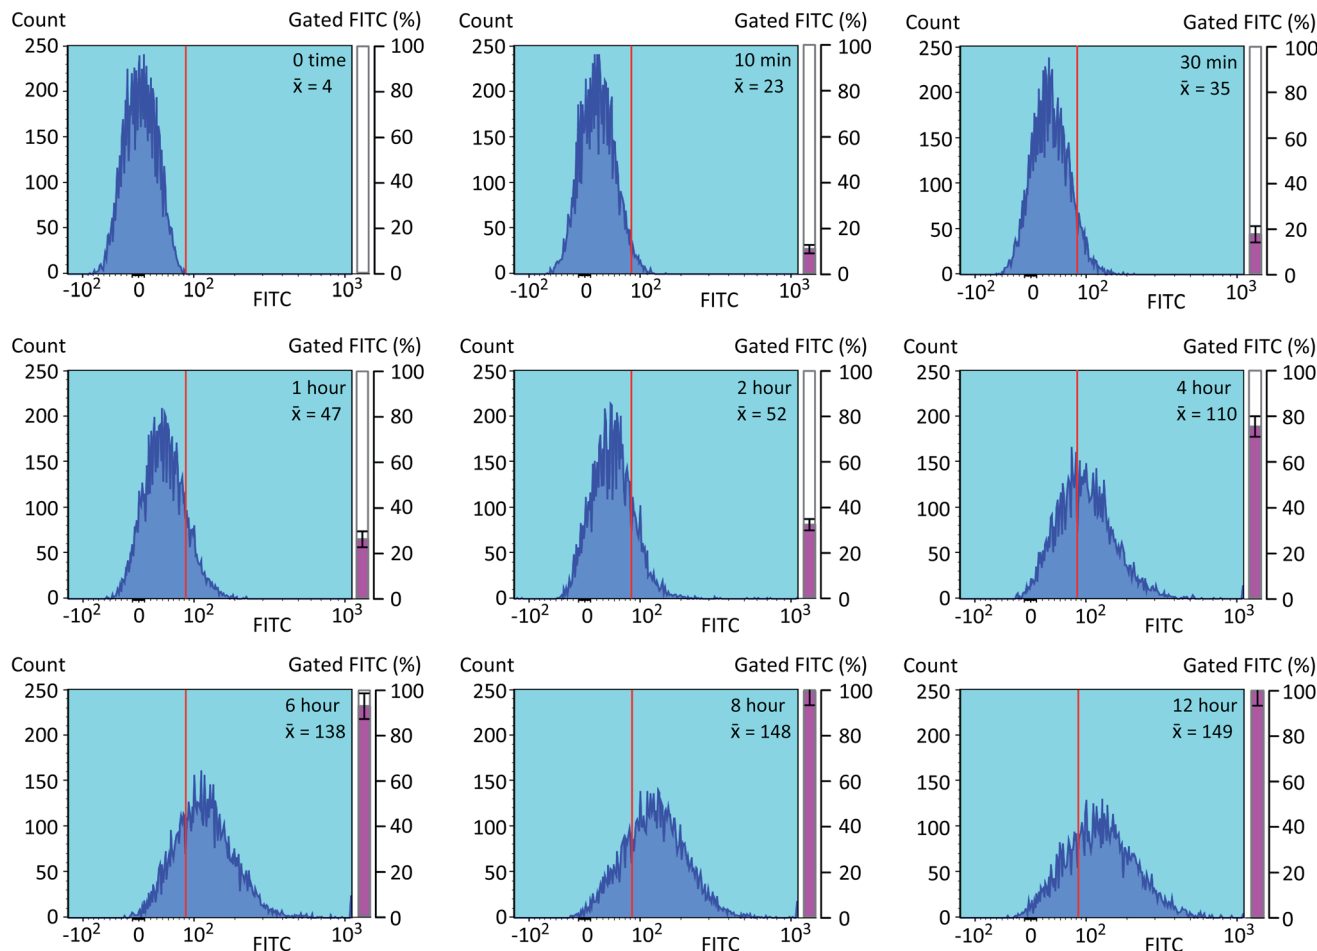 Count Gated FITC (%) Count Gated FITC (%) Count Gated FITC (%)
250 100 250 100 250 100
0 time 10 min 30 min
x̄ = 4 x̄ = 23 x̄ = 35
200 80 200 80 200 80
150 60 150 60 150 60
100 40 100 40 100 40
50 20 50 20 50 20
0 0 0 0 0 0
-10² 0 10² 10³ -10² 0 10² 10³ -10² 0 10² 10³
FITC FITC FITC
Count Gated FITC (%) Count Gated FITC (%) Count Gated FITC (%)
250 100 250 100 250 100
1 hour 2 hour 4 hour
x̄ = 47 x̄ = 52 x̄ = 110
200 80 200 80 200 80
150 60 150 60 150 60
100 40 100 40 100 40
50 20 50 20 50 20
0 0 0 0 0 0
-10² 0 10² 10³ -10² 0 10² 10³ -10² 0 10² 10³
FITC FITC FITC
Count Gated FITC (%) Count Gated FITC (%) Count Gated FITC (%)
250 100 250 100 250 100
6 hour 8 hour 12 hour
x̄ = 138 x̄ = 148 x̄ = 149
200 80 200 80 200 80
150 60 150 60 150 60
100 40 100 40 100 40
50 20 50 20 50 20
0 0 0 0 0 0
-10² 0 10² 10³ -10² 0 10² 10³ -10² 0 10² 10³
FITC FITC FITC